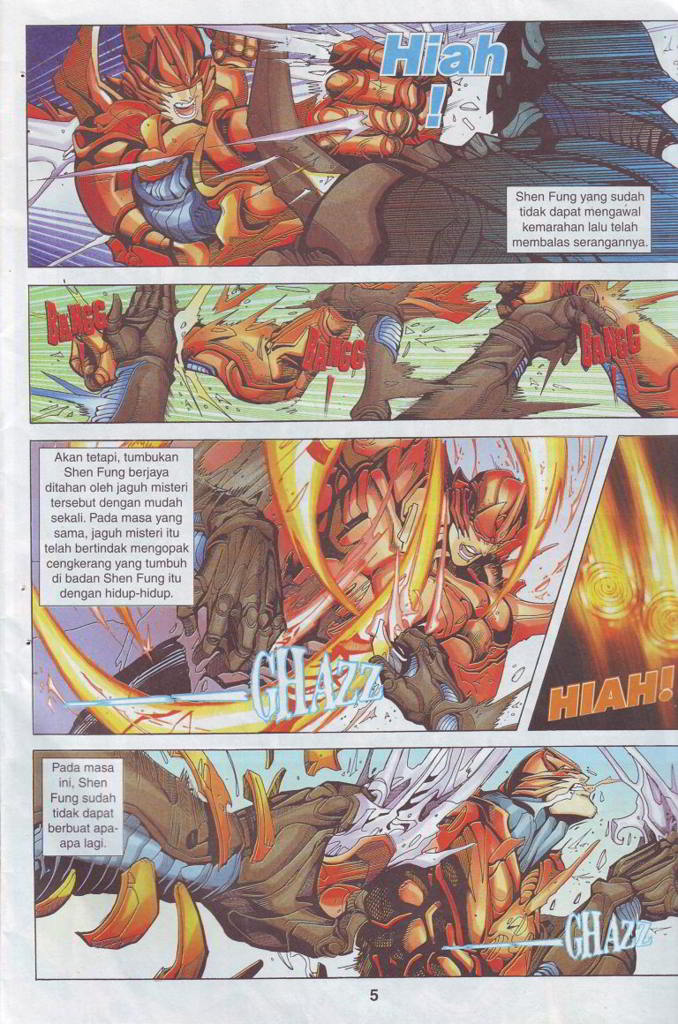 Hiah
!
Shen Fung yang sudah
tidak dapat mengawal
kemarahan lalu telah
membalas serangannya.
BANGG
BANGG
!
BANGG
Akan tetapi, tumbukan
Shen Fung berjaya
ditahan oleh jaguh misteri
tersebut dengan mudah
sekali. Pada masa yang
sama, jaguh misteri itu
telah bertindak mengopak
cengkerang yang tumbuh
di badan Shen Fung itu
dengan hidup-hidup.
GHAZZ
HIAH!
Pada masa
ini, Shen
Fung sudah
tidak dapat
berbuat apa-
apa lagi.
GHAZZ
5